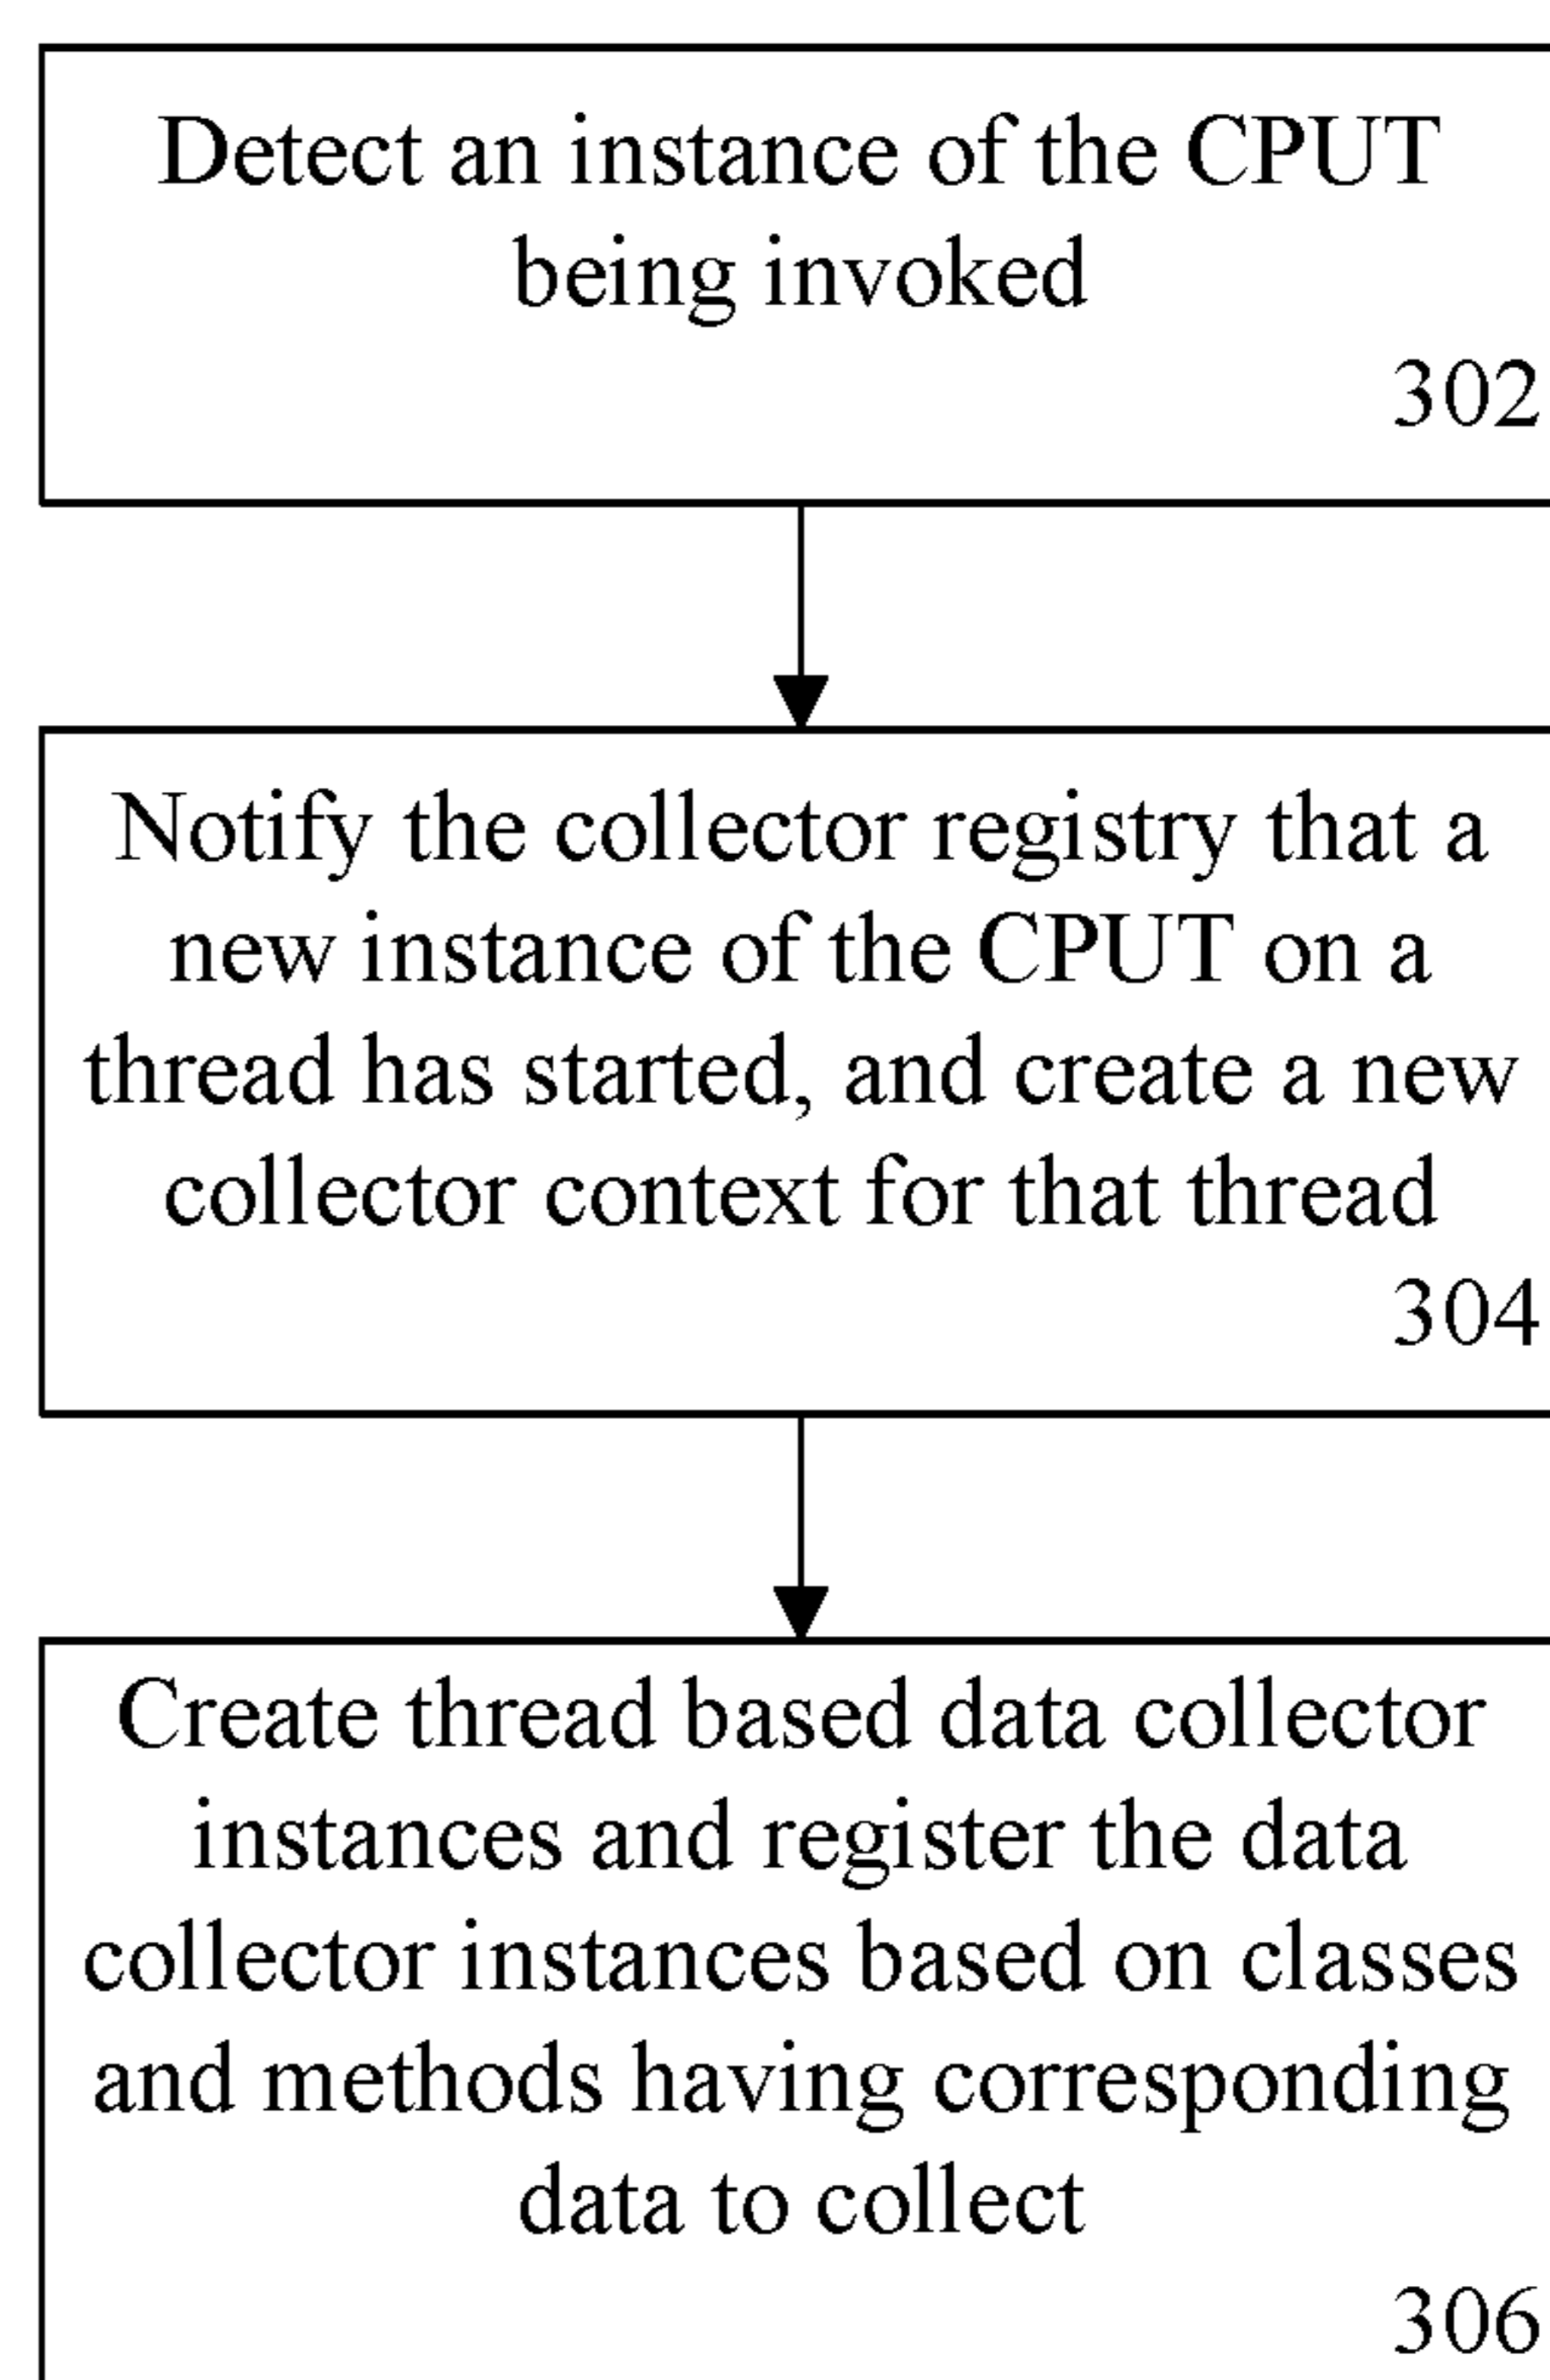 Detect an instance of the CPUT
being invoked
302
Notify the collector registry that a
new instance of the CPUT on a
thread has started, and create a new
collector context for that thread
304
Create thread based data collector
instances and register the data
collector instances based on classes
and methods having corresponding
data to collect
306